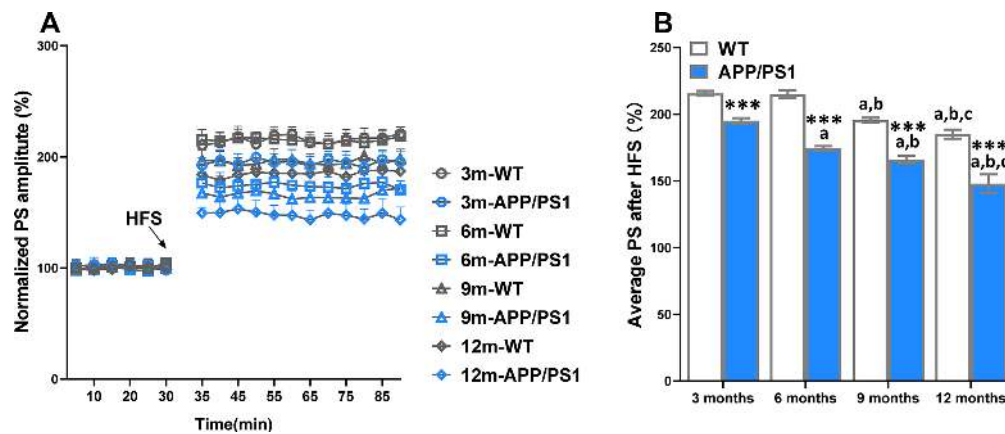 A
Normalized PS amplitute (%)
300
200
100
0
HFS
10 20 30 35 45 55 65 75 85
Time(min)
3m-WT
3m-APP/PS1
6m-WT
6m-APP/PS1
9m-WT
9m-APP/PS1
12m-WT
12m-APP/PS1
B
WT
APP/PS1
Average PS after HFS (%)
250
200
150
100
50
0
***
***
a
a,b
***
a,b
a,b,c
***
a,b,c
3 months 6 months 9 months 12 months